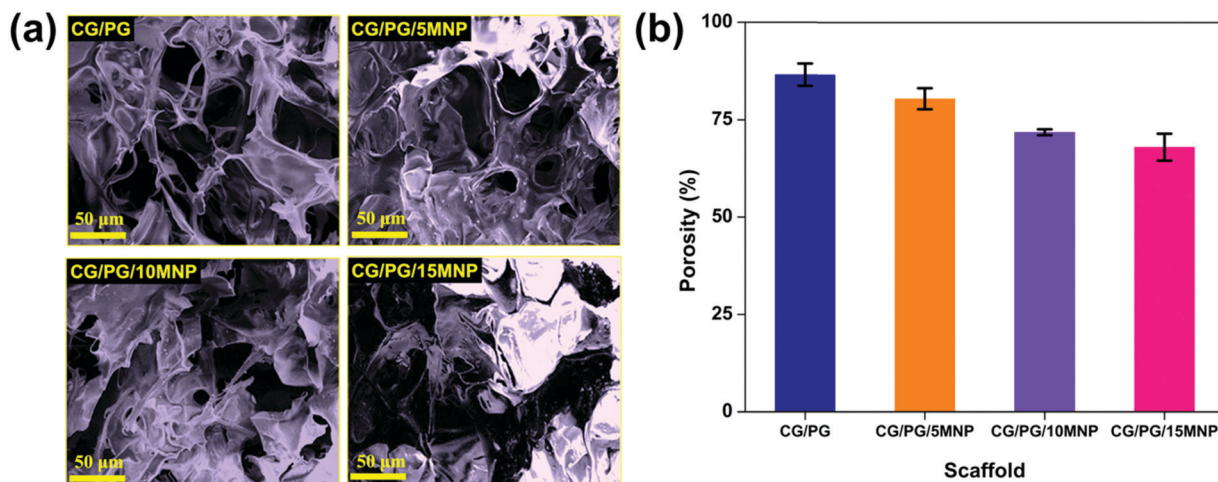 (a)
CG/PG
50 µm
CG/PG/5MNP
50 µm
CG/PG/10MNP
50 µm
CG/PG/15MNP
50 µm
(b)
Porosity (%)
100
75
50
25
0
CG/PG CG/PG/5MNP CG/PG/10MNP CG/PG/15MNP
Scaffold